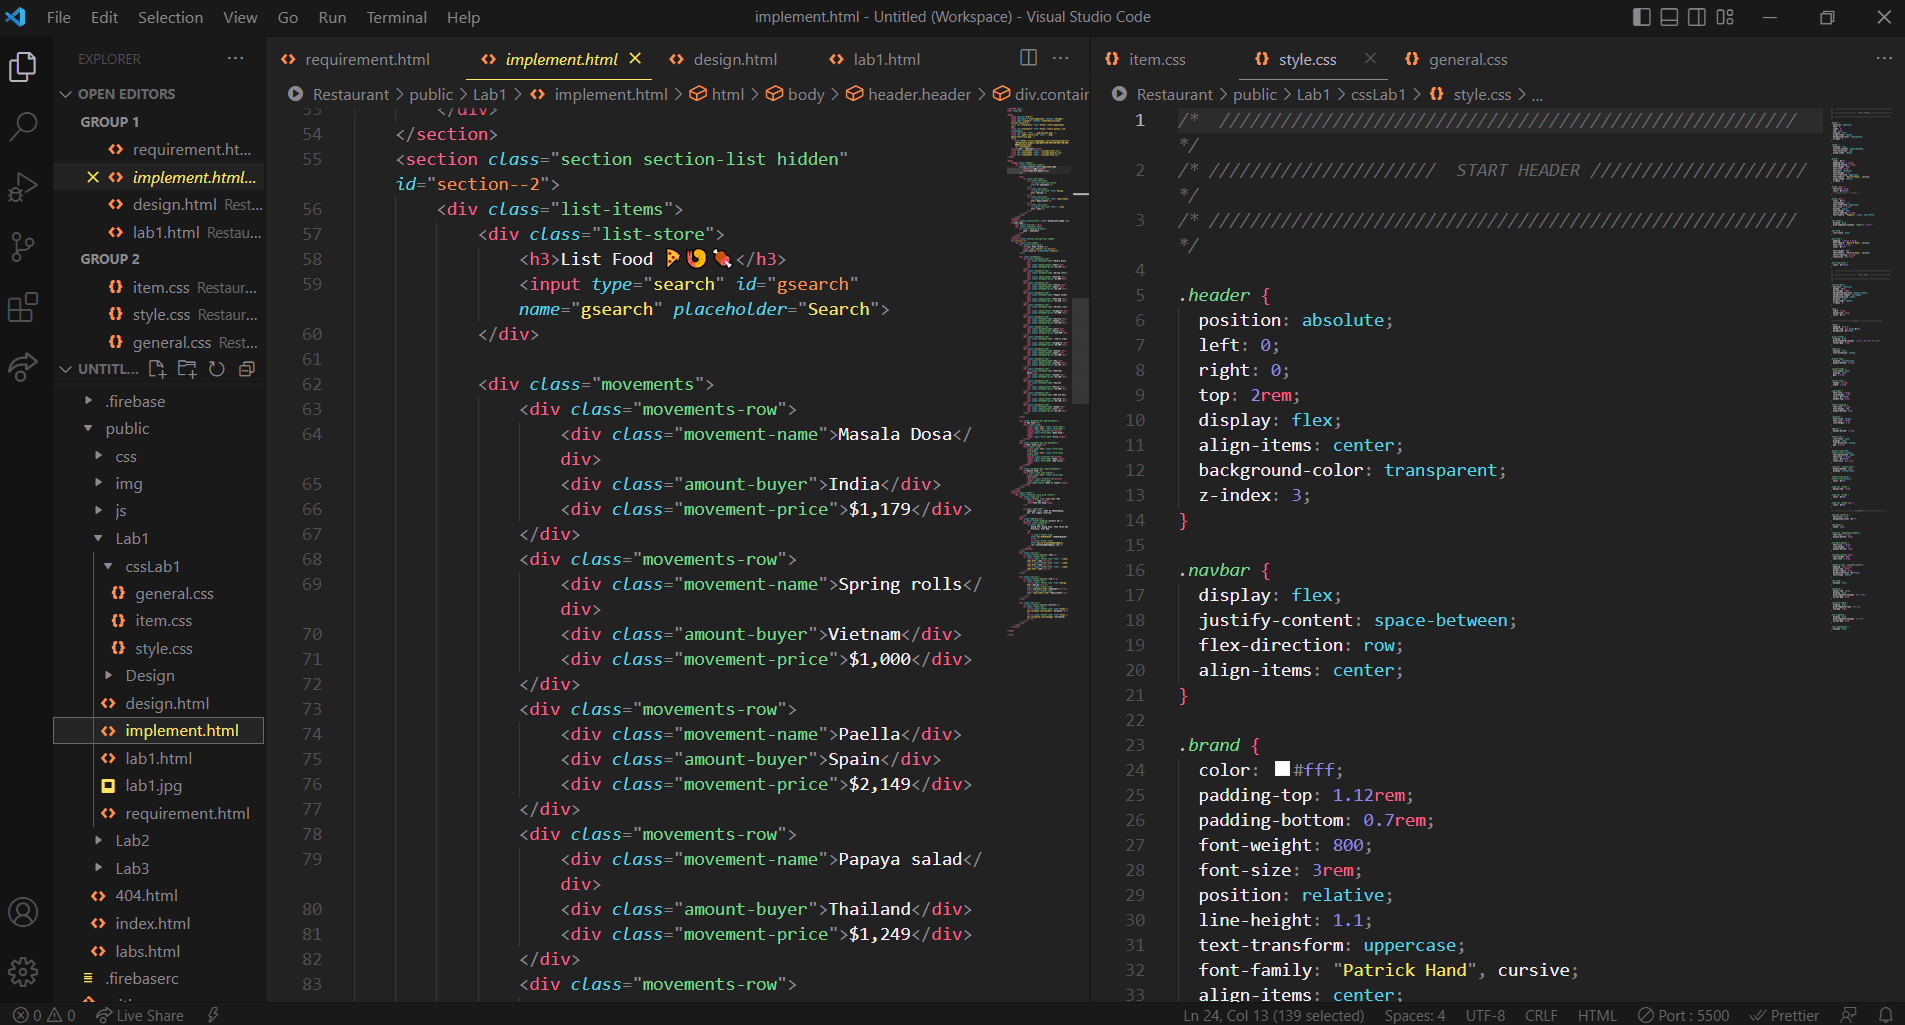 File Edit Selection View Go Run Terminal Help
implement.html - Untitled (Workspace) - Visual Studio Code
EXPLORER
OPEN EDITORS
GROUP 1
requirement.ht...
implement.html...
design.html Rest...
lab1.html Restau...
GROUP 2
item.css Restaur...
style.css Restaur...
general.css Rest...
UNTITL...
.firebase
public
css
img
js
Lab1
cssLab1
general.css
item.css
style.css
Design
design.html
implement.html
lab1.html
lab1.jpg
requirement.html
Lab2
Lab3
404.html
index.html
labs.html
.firebaserc
requirement.html implement.html design.html lab1.html
Restaurant > public > Lab1 > implement.html > html > body > header.header > div.contain
53 </div>
54 </section>
55 <section class="section section-list hidden"
id="section--2">
56 <div class="list-items">
57 <div class="list-store">
58 <h3>List Food 🍕🍤🍖</h3>
59 <input type="search" id="gsearch"
name="gsearch" placeholder="Search">
60 </div>
61
62 <div class="movements">
63 <div class="movements-row">
64 <div class="movement-name">Masala Dosa</
div>
65 <div class="amount-buyer">India</div>
66 <div class="movement-price">$1,179</div>
67 </div>
68 <div class="movements-row">
69 <div class="movement-name">Spring rolls</
div>
70 <div class="amount-buyer">Vietnam</div>
71 <div class="movement-price">$1,000</div>
72 </div>
73 <div class="movements-row">
74 <div class="movement-name">Paella</div>
75 <div class="amount-buyer">Spain</div>
76 <div class="movement-price">$2,149</div>
77 </div>
78 <div class="movements-row">
79 <div class="movement-name">Papaya salad</
div>
80 <div class="amount-buyer">Thailand</div>
81 <div class="movement-price">$1,249</div>
82 </div>
83 <div class="movements-row">
item.css style.css general.css
Restaurant > public > Lab1 > cssLab1 > style.css > ...
1 /* ////////////////////////////////////////////////////////
*/
2 /* ////////////////////// START HEADER /////////////////////
*/
3 /* ////////////////////////////////////////////////////////
*/
4
5 .header {
6 position: absolute;
7 left: 0;
8 right: 0;
9 top: 2rem;
10 display: flex;
11 align-items: center;
12 background-color: transparent;
13 z-index: 3;
14 }
15
16 .navbar {
17 display: flex;
18 justify-content: space-between;
19 flex-direction: row;
20 align-items: center;
21 }
22
23 .brand {
24 color: #fff;
25 padding-top: 1.12rem;
26 padding-bottom: 0.7rem;
27 font-weight: 800;
28 font-size: 3rem;
29 position: relative;
30 line-height: 1.1;
31 text-transform: uppercase;
32 font-family: "Patrick Hand", cursive;
33 align-items: center;
0 0 Live Share
Ln 24, Col 13 (139 selected) Spaces: 4 UTF-8 CRLF HTML Port : 5500 Prettier